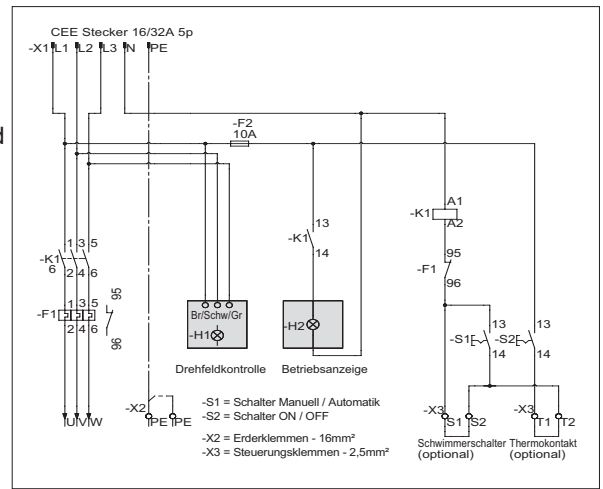 CEE Stecker 16/32A 5p
-X1 L1 L2 L3 N PE
-F2
10A
A1
-K1
A2
13
-K1
14
95
-F1
96
1 3 5
-K1
6 2 4 6
1 3 5
-F1
2 4 6
95
96
Br/Schw/Gr
-H1
-H2
13 13
-S1 -S2
14 14
Drehfeldkontrolle Betriebsanzeige
-S1 = Schalter Manuell / Automatik
-S2 = Schalter ON / OFF
-X2 = Erderklemmen - 16mm²
-X3 = Steuerungsklemmen - 2,5mm²
-X2
U V W PE PE
-X3 -X3
S1 S2 T1 T2
Schwimmerschalter Thermokontakt
(optional) (optional)